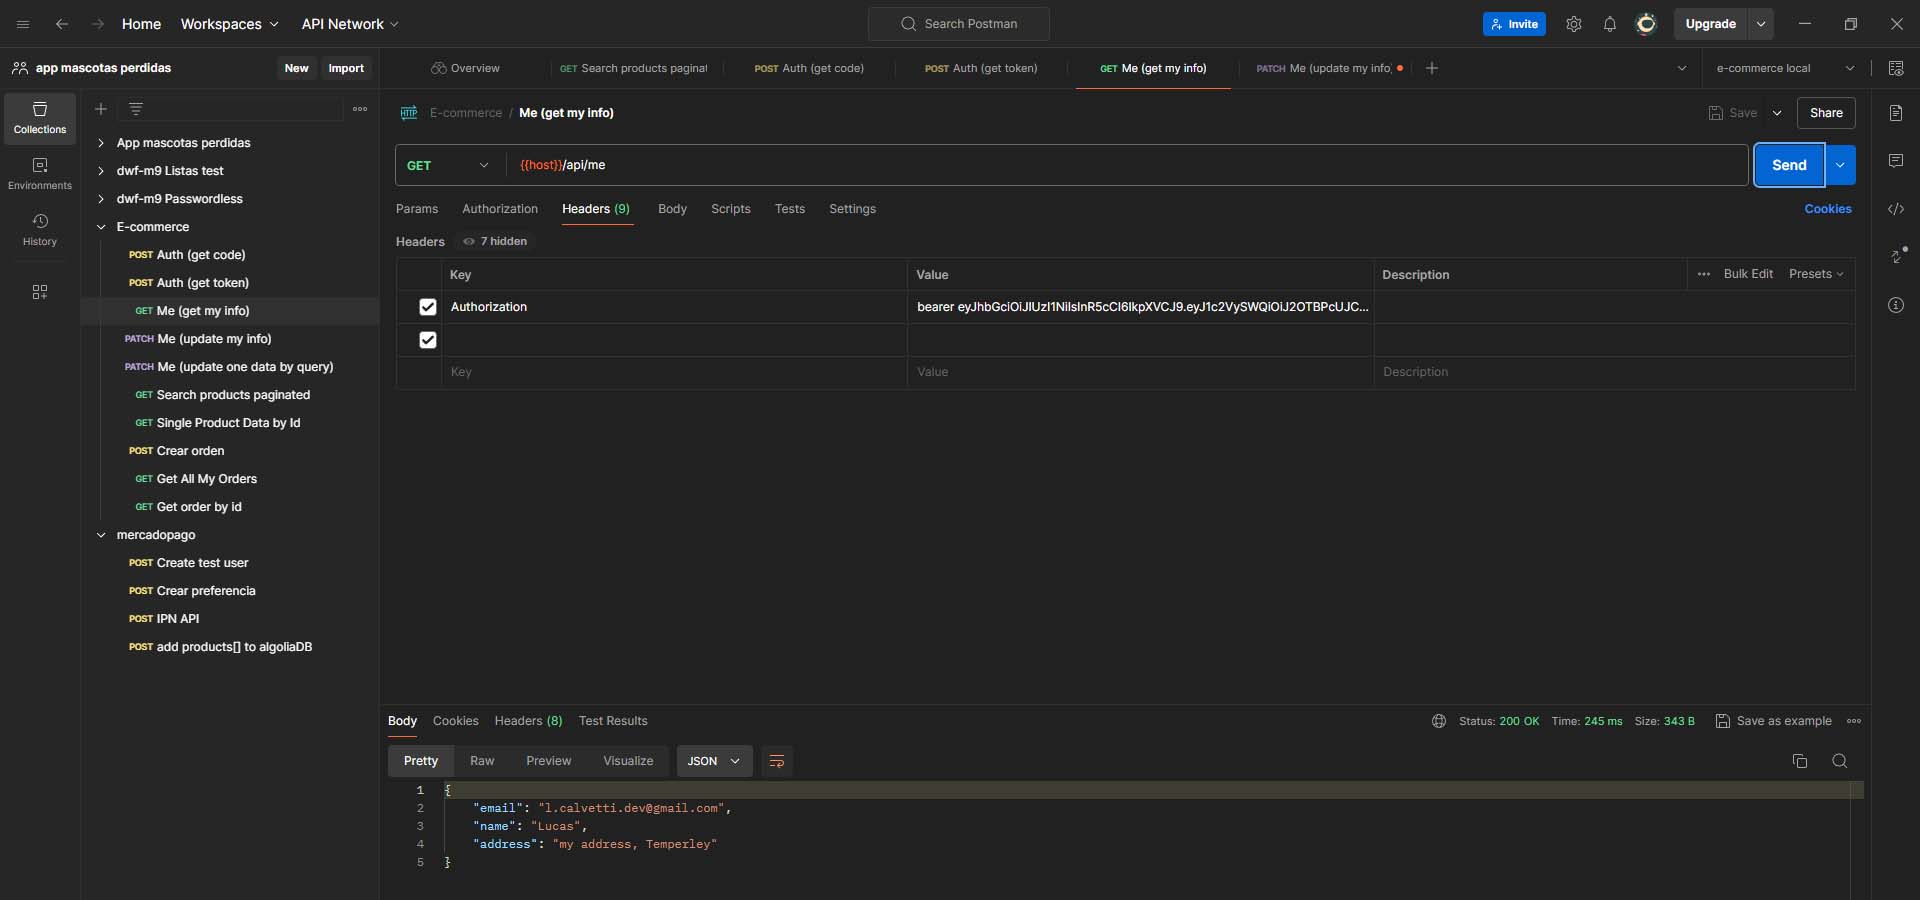 Home Workspaces API Network Search Postman Invite Upgrade
app mascotas perdidas New Import Overview GET Search products paginat POST Auth (get code) POST Auth (get token) GET Me (get my info) PATCH Me (update my info) e-commerce local
Collections
Environments
History
App mascotas perdidas
dwf-m9 Listas test
dwf-m9 Passwordless
E-commerce
POST Auth (get code)
POST Auth (get token)
GET Me (get my info)
PATCH Me (update my info)
PATCH Me (update one data by query)
GET Search products paginated
GET Single Product Data by Id
POST Crear orden
GET Get All My Orders
GET Get order by id
mercadopago
POST Create test user
POST Crear preferencia
POST IPN API
POST add products[] to algoliaDB
HTTP E-commerce / Me (get my info) Save Share
GET {{host}}/api/me Send
Params Authorization Headers (9) Body Scripts Tests Settings Cookies
Headers 7 hidden
Key Value Description Bulk Edit Presets
Authorization bearer
Key Value Description
Body Cookies Headers (8) Test Results Status: 200 OK Time: 245 ms Size: 343 B Save as example
Pretty Raw Preview Visualize JSON
1 {
2 "email": "l.calvetti.dev@gmail.com",
3 "name": "Lucas",
4 "address": "my address, Temperley"
5 }